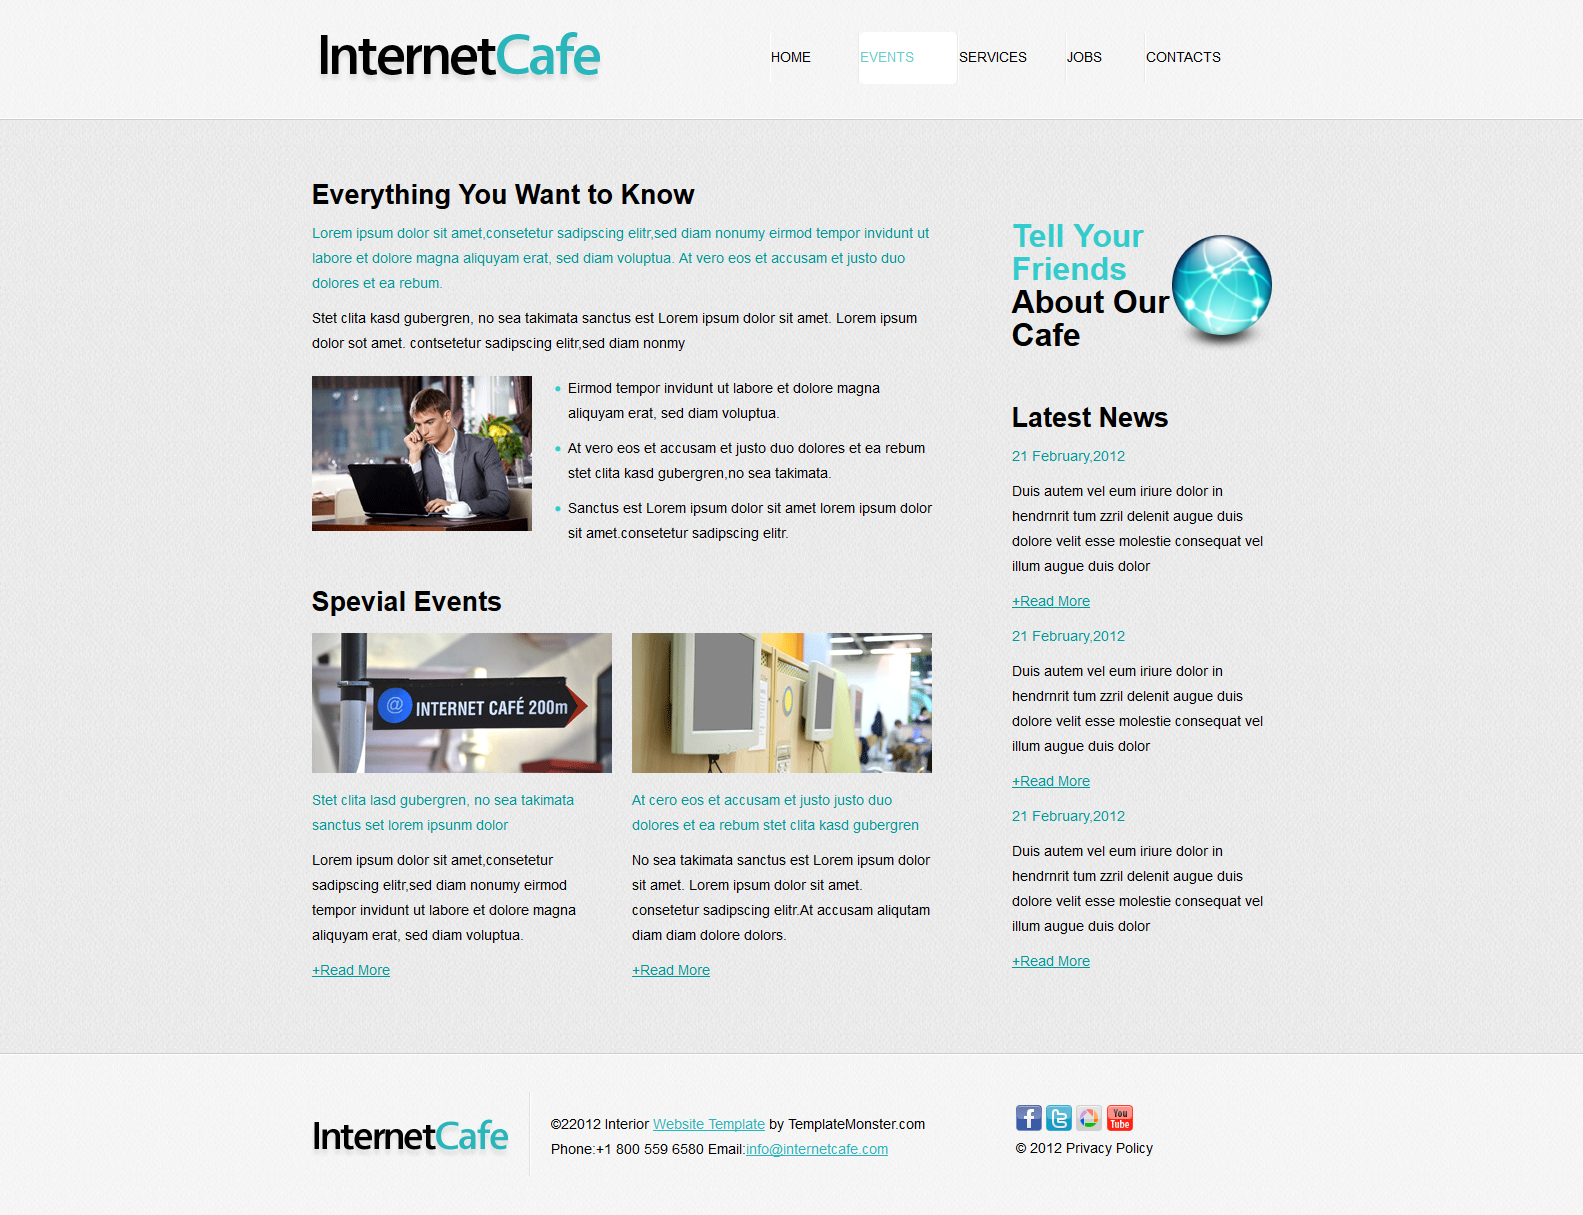 InternetCafe
HOME
EVENTS
SERVICES
JOBS
CONTACTS
Everything You Want to Know
Lorem ipsum dolor sit amet,consetetur sadipscing elitr,sed diam nonumy eirmod tempor invidunt ut
labore et dolore magna aliquyam erat, sed diam voluptua. At vero eos et accusam et justo duo
dolores et ea rebum.
Stet clita kasd gubergren, no sea takimata sanctus est Lorem ipsum dolor sit amet. Lorem ipsum
dolor sot amet. contsetetur sadipscing elitr,sed diam nonmy
Eirmod tempor invidunt ut labore et dolore magna
aliquyam erat, sed diam voluptua.
At vero eos et accusam et justo duo dolores et ea rebum
stet clita kasd gubergren,no sea takimata.
Sanctus est Lorem ipsum dolor sit amet lorem ipsum dolor
sit amet.consetetur sadipscing elitr.
Spevial Events
@ INTERNET CAFÉ 200m
Stet clita lasd gubergren, no sea takimata
sanctus set lorem ipsunm dolor
Lorem ipsum dolor sit amet,consetetur
sadipscing elitr,sed diam nonumy eirmod
tempor invidunt ut labore et dolore magna
aliquyam erat, sed diam voluptua.
+Read More
At cero eos et accusam et justo justo duo
dolores et ea rebum stet clita kasd gubergren
No sea takimata sanctus est Lorem ipsum dolor
sit amet. Lorem ipsum dolor sit amet.
consetetur sadipscing elitr.At accusam aliqutam
diam diam dolore dolors.
+Read More
Tell Your
Friends
About Our
Cafe
Latest News
21 February,2012
Duis autem vel eum iriure dolor in
hendrnrit tum zzril delenit augue duis
dolore velit esse molestie consequat vel
illum augue duis dolor
+Read More
21 February,2012
Duis autem vel eum iriure dolor in
hendrnrit tum zzril delenit augue duis
dolore velit esse molestie consequat vel
illum augue duis dolor
+Read More
21 February,2012
Duis autem vel eum iriure dolor in
hendrnrit tum zzril delenit augue duis
dolore velit esse molestie consequat vel
illum augue duis dolor
+Read More
InternetCafe
©22012 Interior Website Template by TemplateMonster.com
Phone:+1 800 559 6580 Email:info@internetcafe.com
You
Tube
© 2012 Privacy Policy